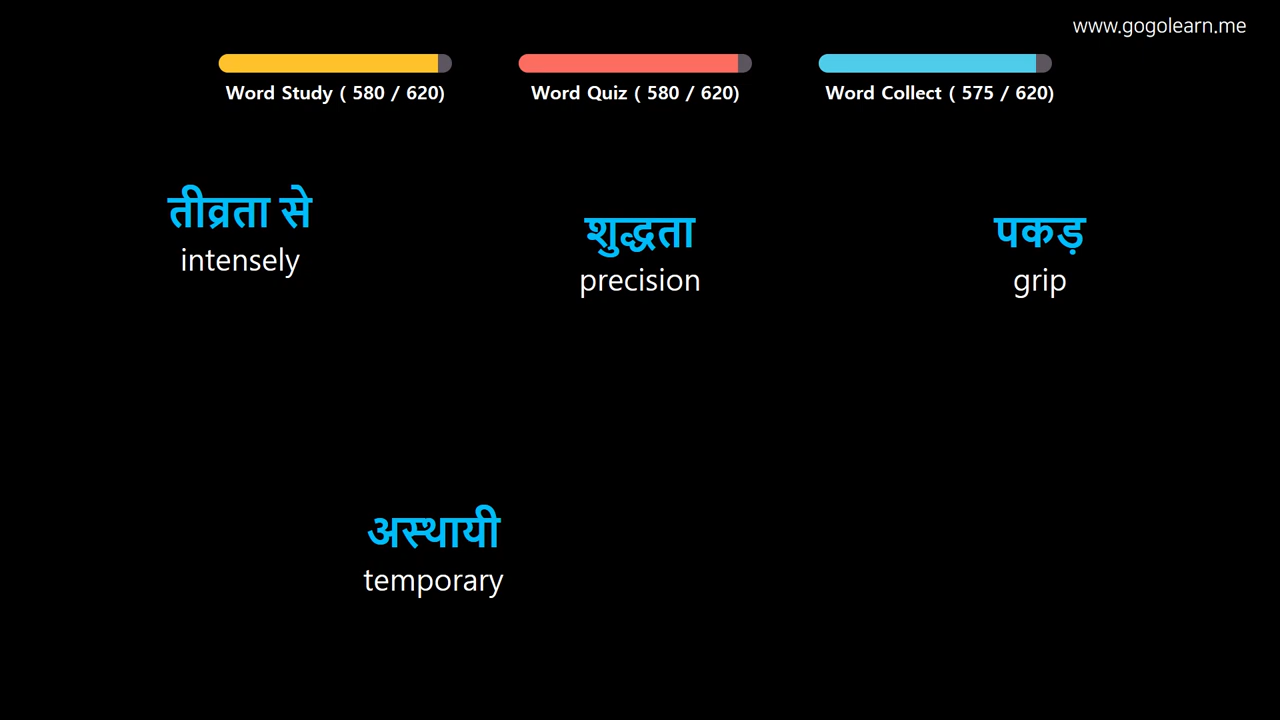 www.gogolearn.me
Word Study ( 580 / 620)
Word Quiz ( 580 / 620)
Word Collect ( 575 / 620)
तीव्रता से
intensely
शुद्धता
precision
पकड़
grip
अस्थायी
temporary